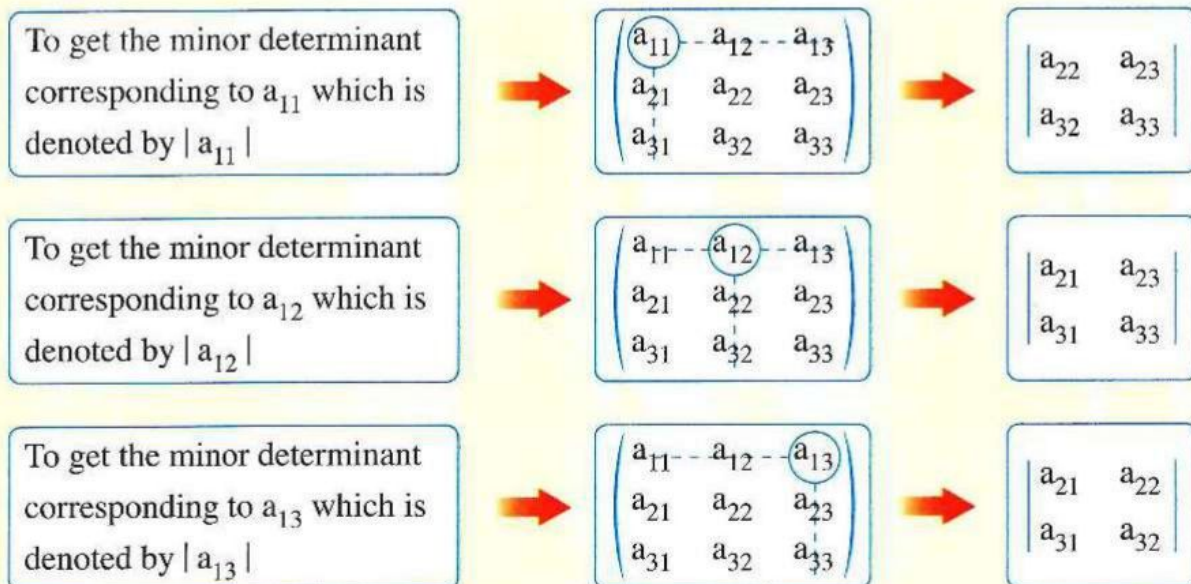 To get the minor determinant
corresponding to a₁₁ which is
denoted by | a₁₁ |
a₁₁ a₁₂ a₁₃
a₂₁ a₂₂ a₂₃
a₃₁ a₃₂ a₃₃
a₂₂ a₂₃
a₃₂ a₃₃
To get the minor determinant
corresponding to a₁₂ which is
denoted by | a₁₂ |
a₁₁ a₁₂ a₁₃
a₂₁ a₂₂ a₂₃
a₃₁ a₃₂ a₃₃
a₂₁ a₂₃
a₃₁ a₃₃
To get the minor determinant
corresponding to a₁₃ which is
denoted by | a₁₃ |
a₁₁ a₁₂ a₁₃
a₂₁ a₂₂ a₂₃
a₃₁ a₃₂ a₃₃
a₂₁ a₂₂
a₃₁ a₃₂